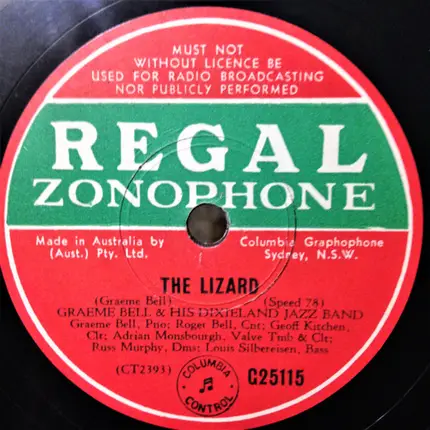 MUST NOT
WITHOUT LICENCE BE
USED FOR RADIO BROADCASTING
NOR PUBLICLY PERFORMED
REGAL
ZONOPHONE
Made in Australia by Columbia Graphophone
(Aust.) Pty. Ltd. Sydney, N.S.W.
THE LIZARD
(Graeme Bell) (Speed 78)
GRAEME BELL & HIS DIXIELAND JAZZ BAND
Graeme Bell, Pno; Roger Bell, Cnt; Geoff Kitchen,
Clt; Adrian Monsbourgh, Valve Tmb & Clt;
Russ Murphy, Dms; Louis Silbereisen, Bass
(CT2393) COLUMBIA CONTROL G25115